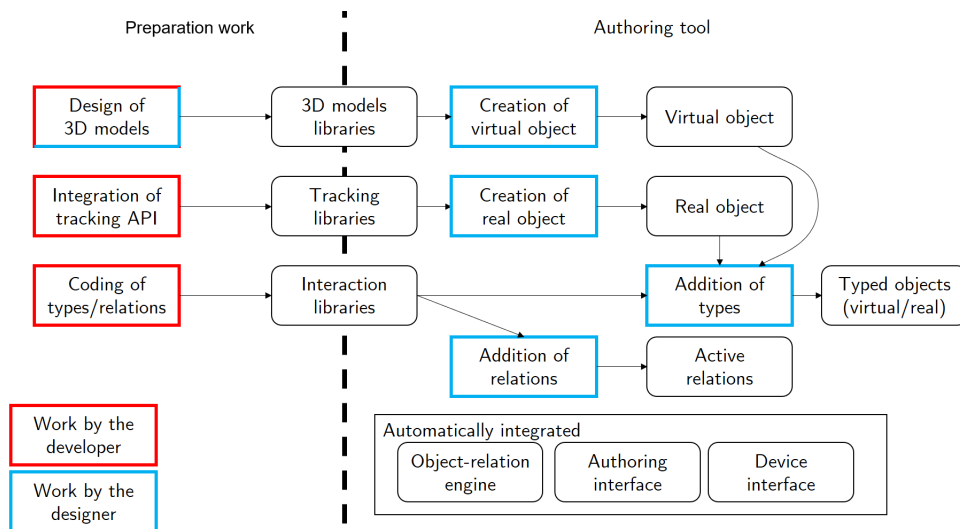 Preparation work
Authoring tool
Design of
3D models
3D models
libraries
Creation of
virtual object
Virtual object
Integration of
tracking API
Tracking
libraries
Creation of
real object
Real object
Coding of
types/relations
Interaction
libraries
Addition of
types
Typed objects
(virtual/real)
Addition of
relations
Active
relations
Work by the
developer
Work by the
designer
Automatically integrated
Object-relation
engine
Authoring
interface
Device
interface